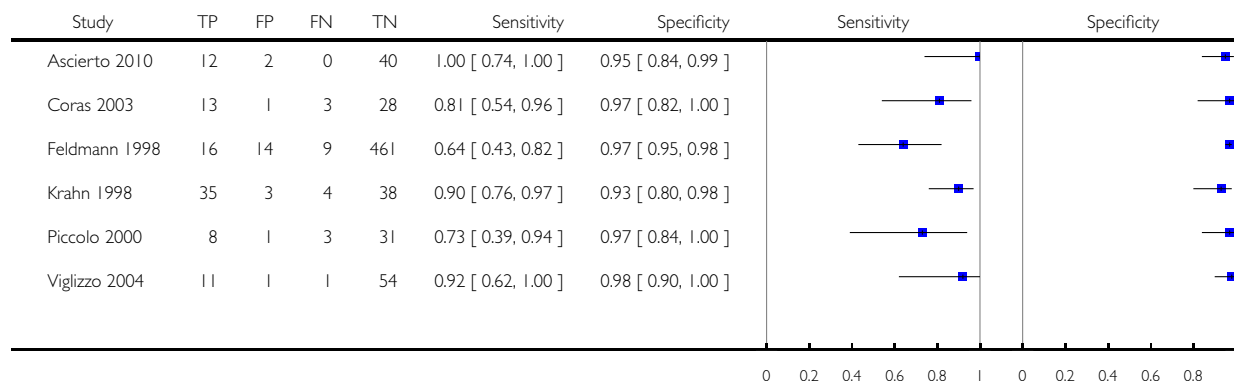 Study TP FP FN TN Sensitivity Specificity Sensitivity Specificity
Ascierto 2010 12 2 0 40 1.00 [ 0.74, 1.00 ] 0.95 [ 0.84, 0.99 ]
Coras 2003 13 1 3 28 0.81 [ 0.54, 0.96 ] 0.97 [ 0.82, 1.00 ]
Feldmann 1998 16 14 9 461 0.64 [ 0.43, 0.82 ] 0.97 [ 0.95, 0.98 ]
Krahn 1998 35 3 4 38 0.90 [ 0.76, 0.97 ] 0.93 [ 0.80, 0.98 ]
Piccolo 2000 8 1 3 31 0.73 [ 0.39, 0.94 ] 0.97 [ 0.84, 1.00 ]
Viglizzo 2004 11 1 1 54 0.92 [ 0.62, 1.00 ] 0.98 [ 0.90, 1.00 ]
0 0.2 0.4 0.6 0.8 1 0 0.2 0.4 0.6 0.8